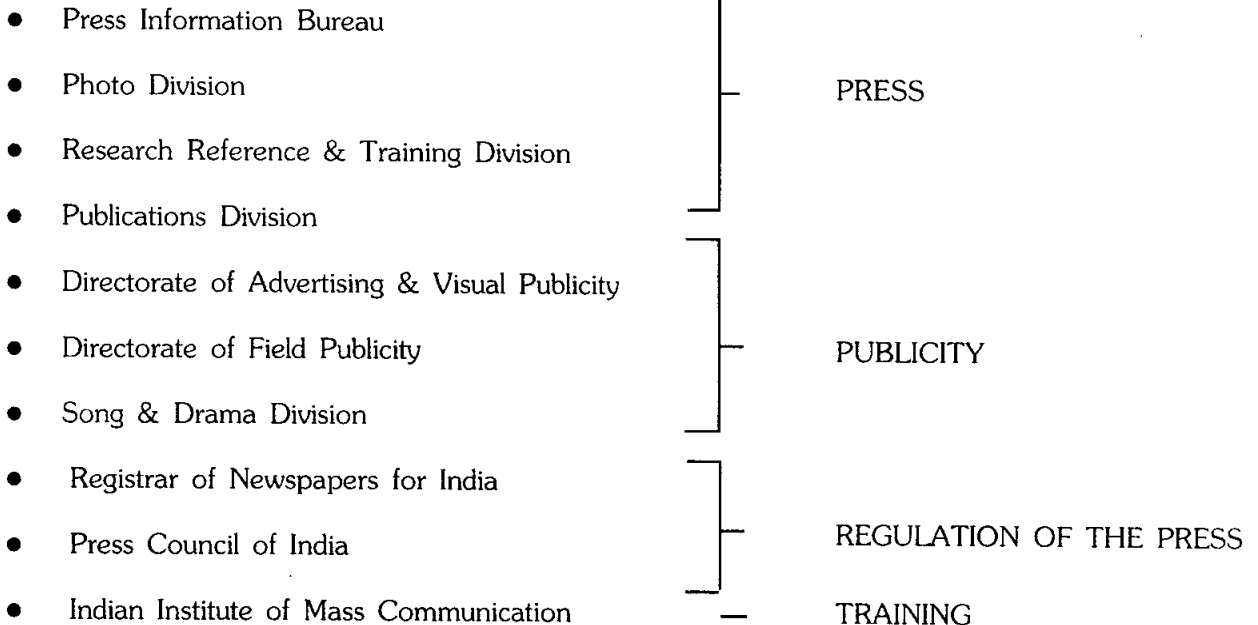 ● Press Information Bureau
● Photo Division PRESS
● Research Reference & Training Division
● Publications Division
● Directorate of Advertising & Visual Publicity
● Directorate of Field Publicity PUBLICITY
● Song & Drama Division
● Registrar of Newspapers for India
● Press Council of India REGULATION OF THE PRESS
● Indian Institute of Mass Communication — TRAINING